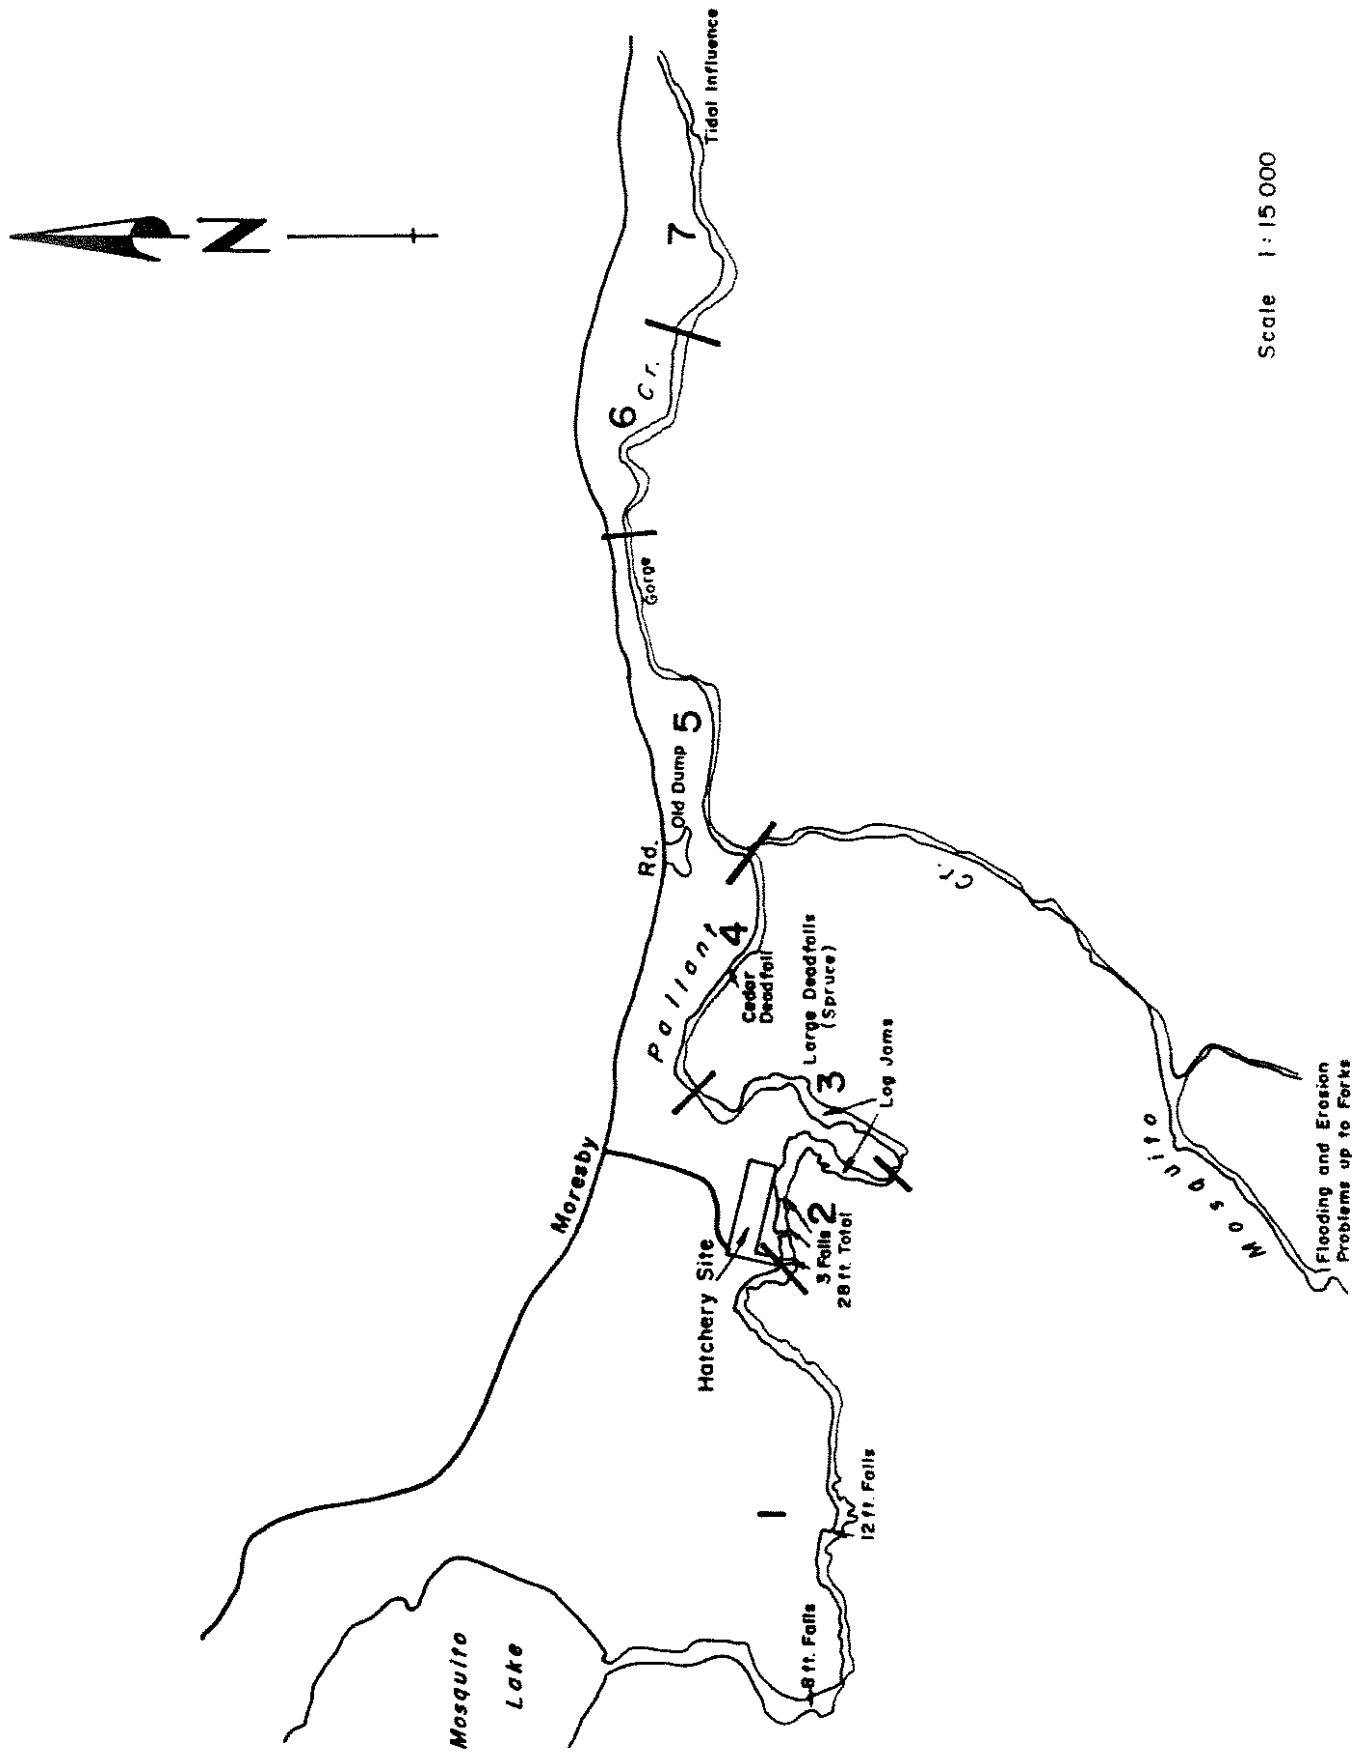 N
Tidal Influence
7
6
Cr.
Gorge
5
Old Dump
Rd.
Pallant
4
Cedar
Deadfall
Large Deadfalls
(Spruce)
3
Log Jams
Moresby
Hatchery Site
2
3 Falls
28 ft. Total
1
12 ft. Falls
8 ft. Falls
Mosquito
Lake
Mosquito
Cr.
Flooding and Erosion
Problems up to Forks
Scale 1:15 000